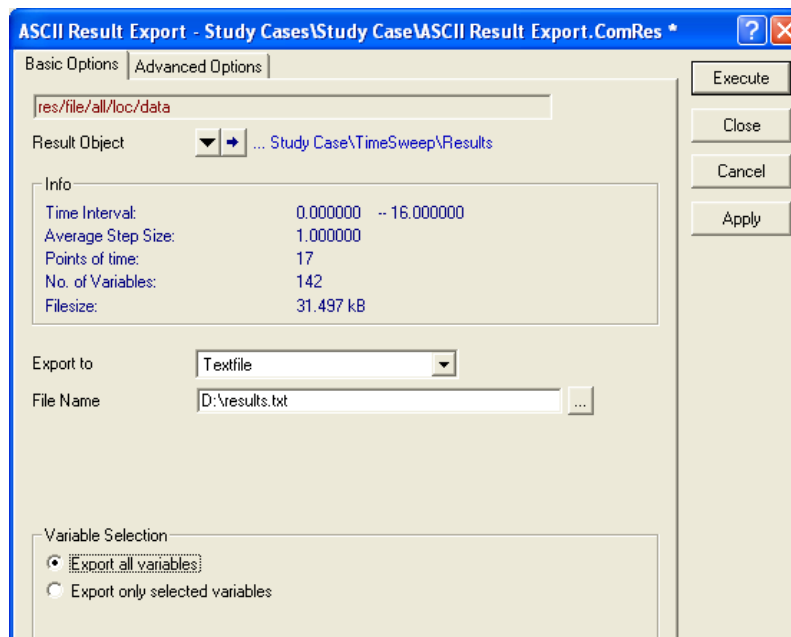 ASCII Result Export - Study Cases\Study Case\ASCII Result Export.ComRes *
Basic Options Advanced Options
Execute
res/file/all/loc/data
Close
Result Object ... Study Case\TimeSweep\Results
Cancel
Info
Time Interval: 0.000000 -- 16.000000
Apply
Average Step Size: 1.000000
Points of time: 17
No. of Variables: 142
Filesize: 31.497 kB
Export to Textfile
File Name D:\results.txt ...
Variable Selection
Export all variables
Export only selected variables